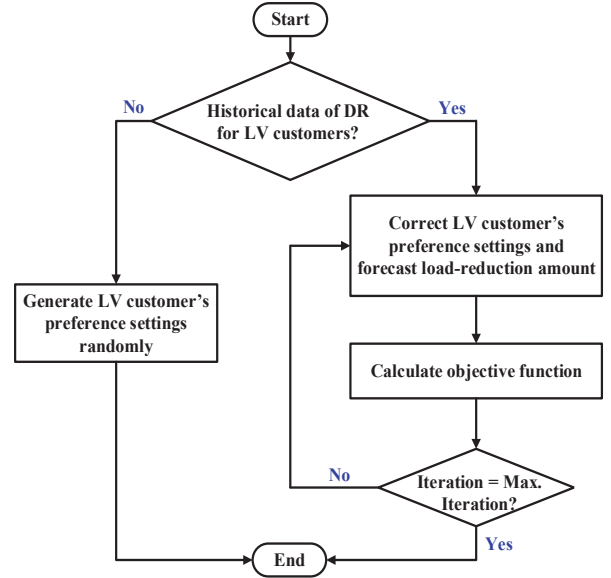 Start
Historical data of DR
for LV customers?
No
Yes
Correct LV customer's
preference settings and
forecast load-reduction amount
Generate LV customer's
preference settings
randomly
Calculate objective function
Iteration = Max.
Iteration?
No
Yes
End